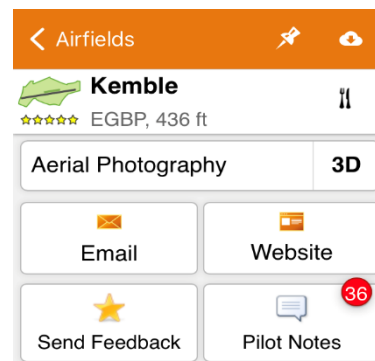 Airfields
Kemble
EGBP, 436 ft
Aerial Photography 3D
Email Website
36
Send Feedback Pilot Notes